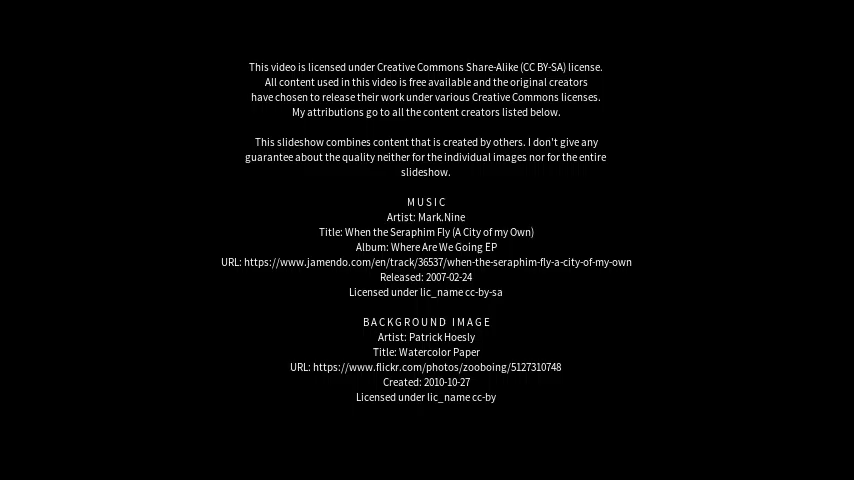 This video is licensed under Creative Commons Share-Alike (CC BY-SA) license.
All content used in this video is free available and the original creators
have chosen to release their work under various Creative Commons licenses.
My attributions go to all the content creators listed below.
This slideshow combines content that is created by others. I don't give any
guarantee about the quality neither for the individual images nor for the entire
slideshow.
MUSIC
Artist: Mark.Nine
Title: When the Seraphim Fly (A City of my Own)
Album: Where Are We Going EP
URL: https://www.jamendo.com/en/track/36537/when-the-seraphim-fly-a-city-of-my-own
Released: 2007-02-24
Licensed under lic_name cc-by-sa
BACKGROUND IMAGE
Artist: Patrick Hoesly
Title: Watercolor Paper
URL: https://www.flickr.com/photos/zooboing/5127310748
Created: 2010-10-27
Licensed under lic_name cc-by